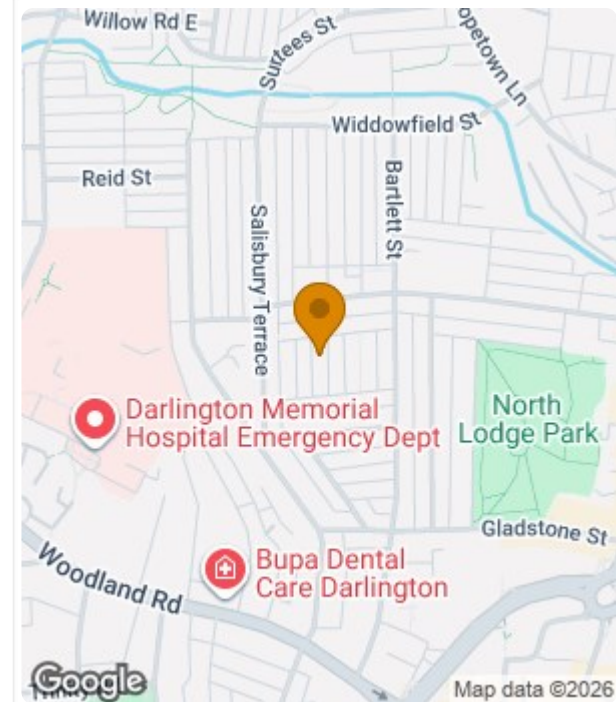 Willow Rd E
Surtees St
opetown Ln
Widdowfield St
Reid St
Bartlett St
Salisbury Terrace
Darlington Memorial
Hospital Emergency Dept
North
Lodge Park
Gladstone St
Bupa Dental
Care Darlington
Woodland Rd
Google
Map data ©2026